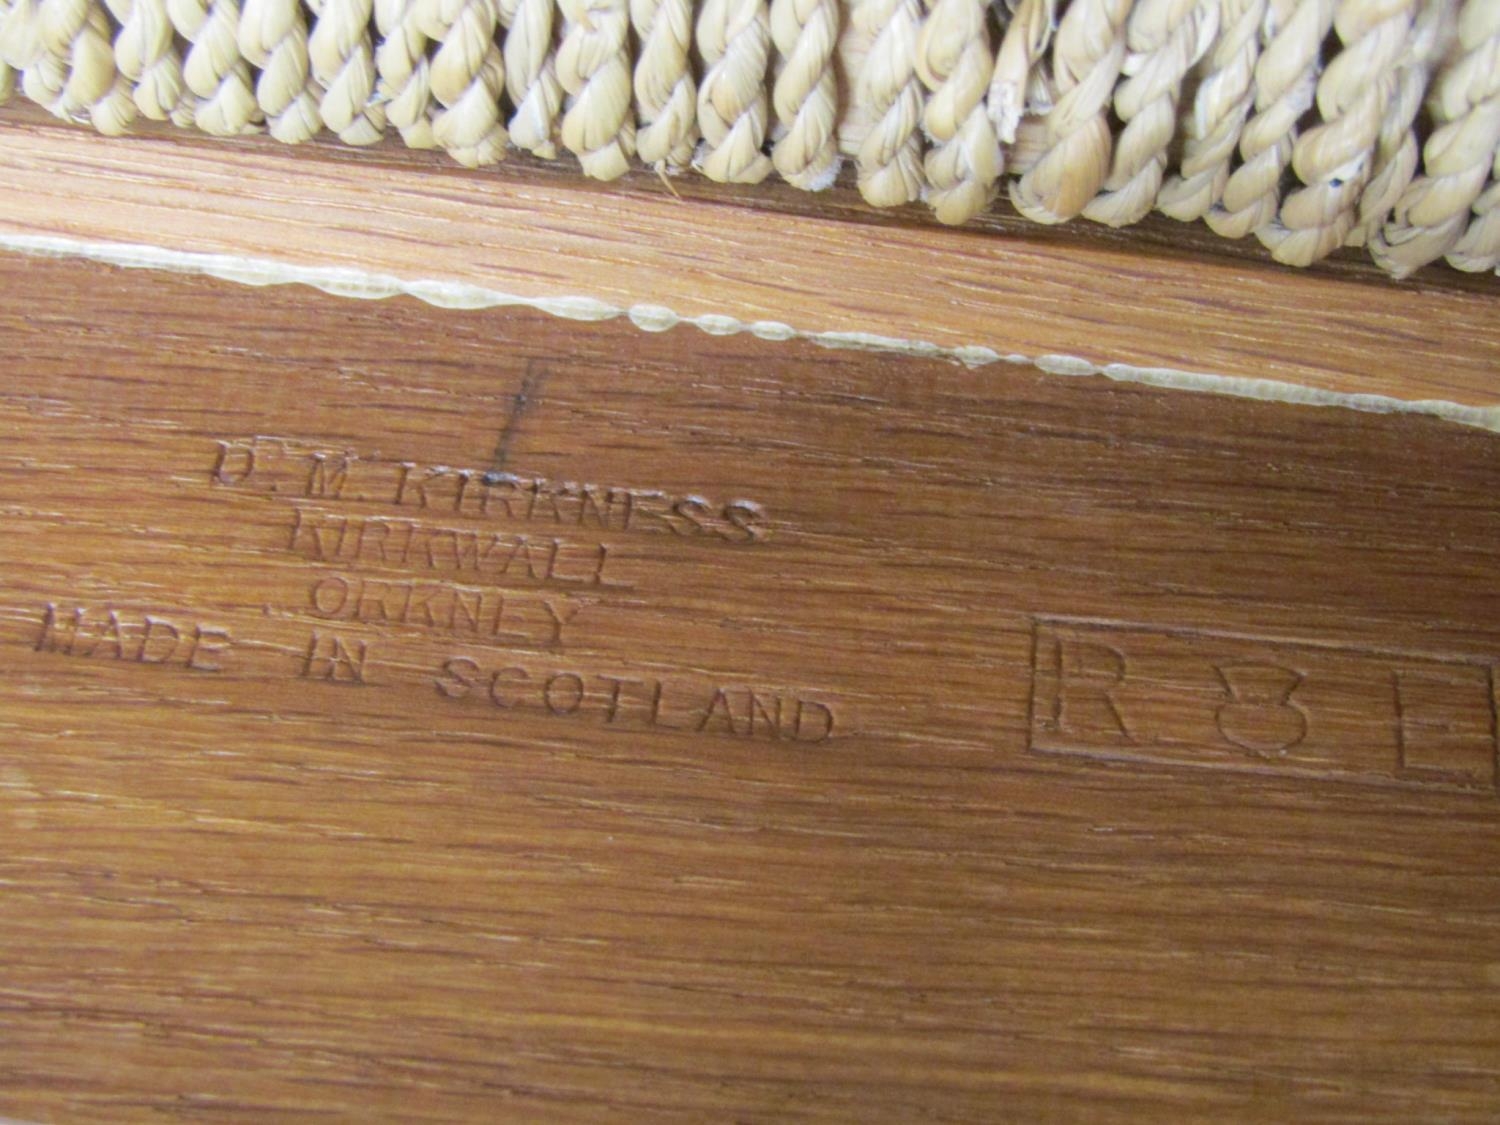 D. M. KIRKNESS
KIRKWALL
ORKNEY
MADE IN SCOTLAND
R